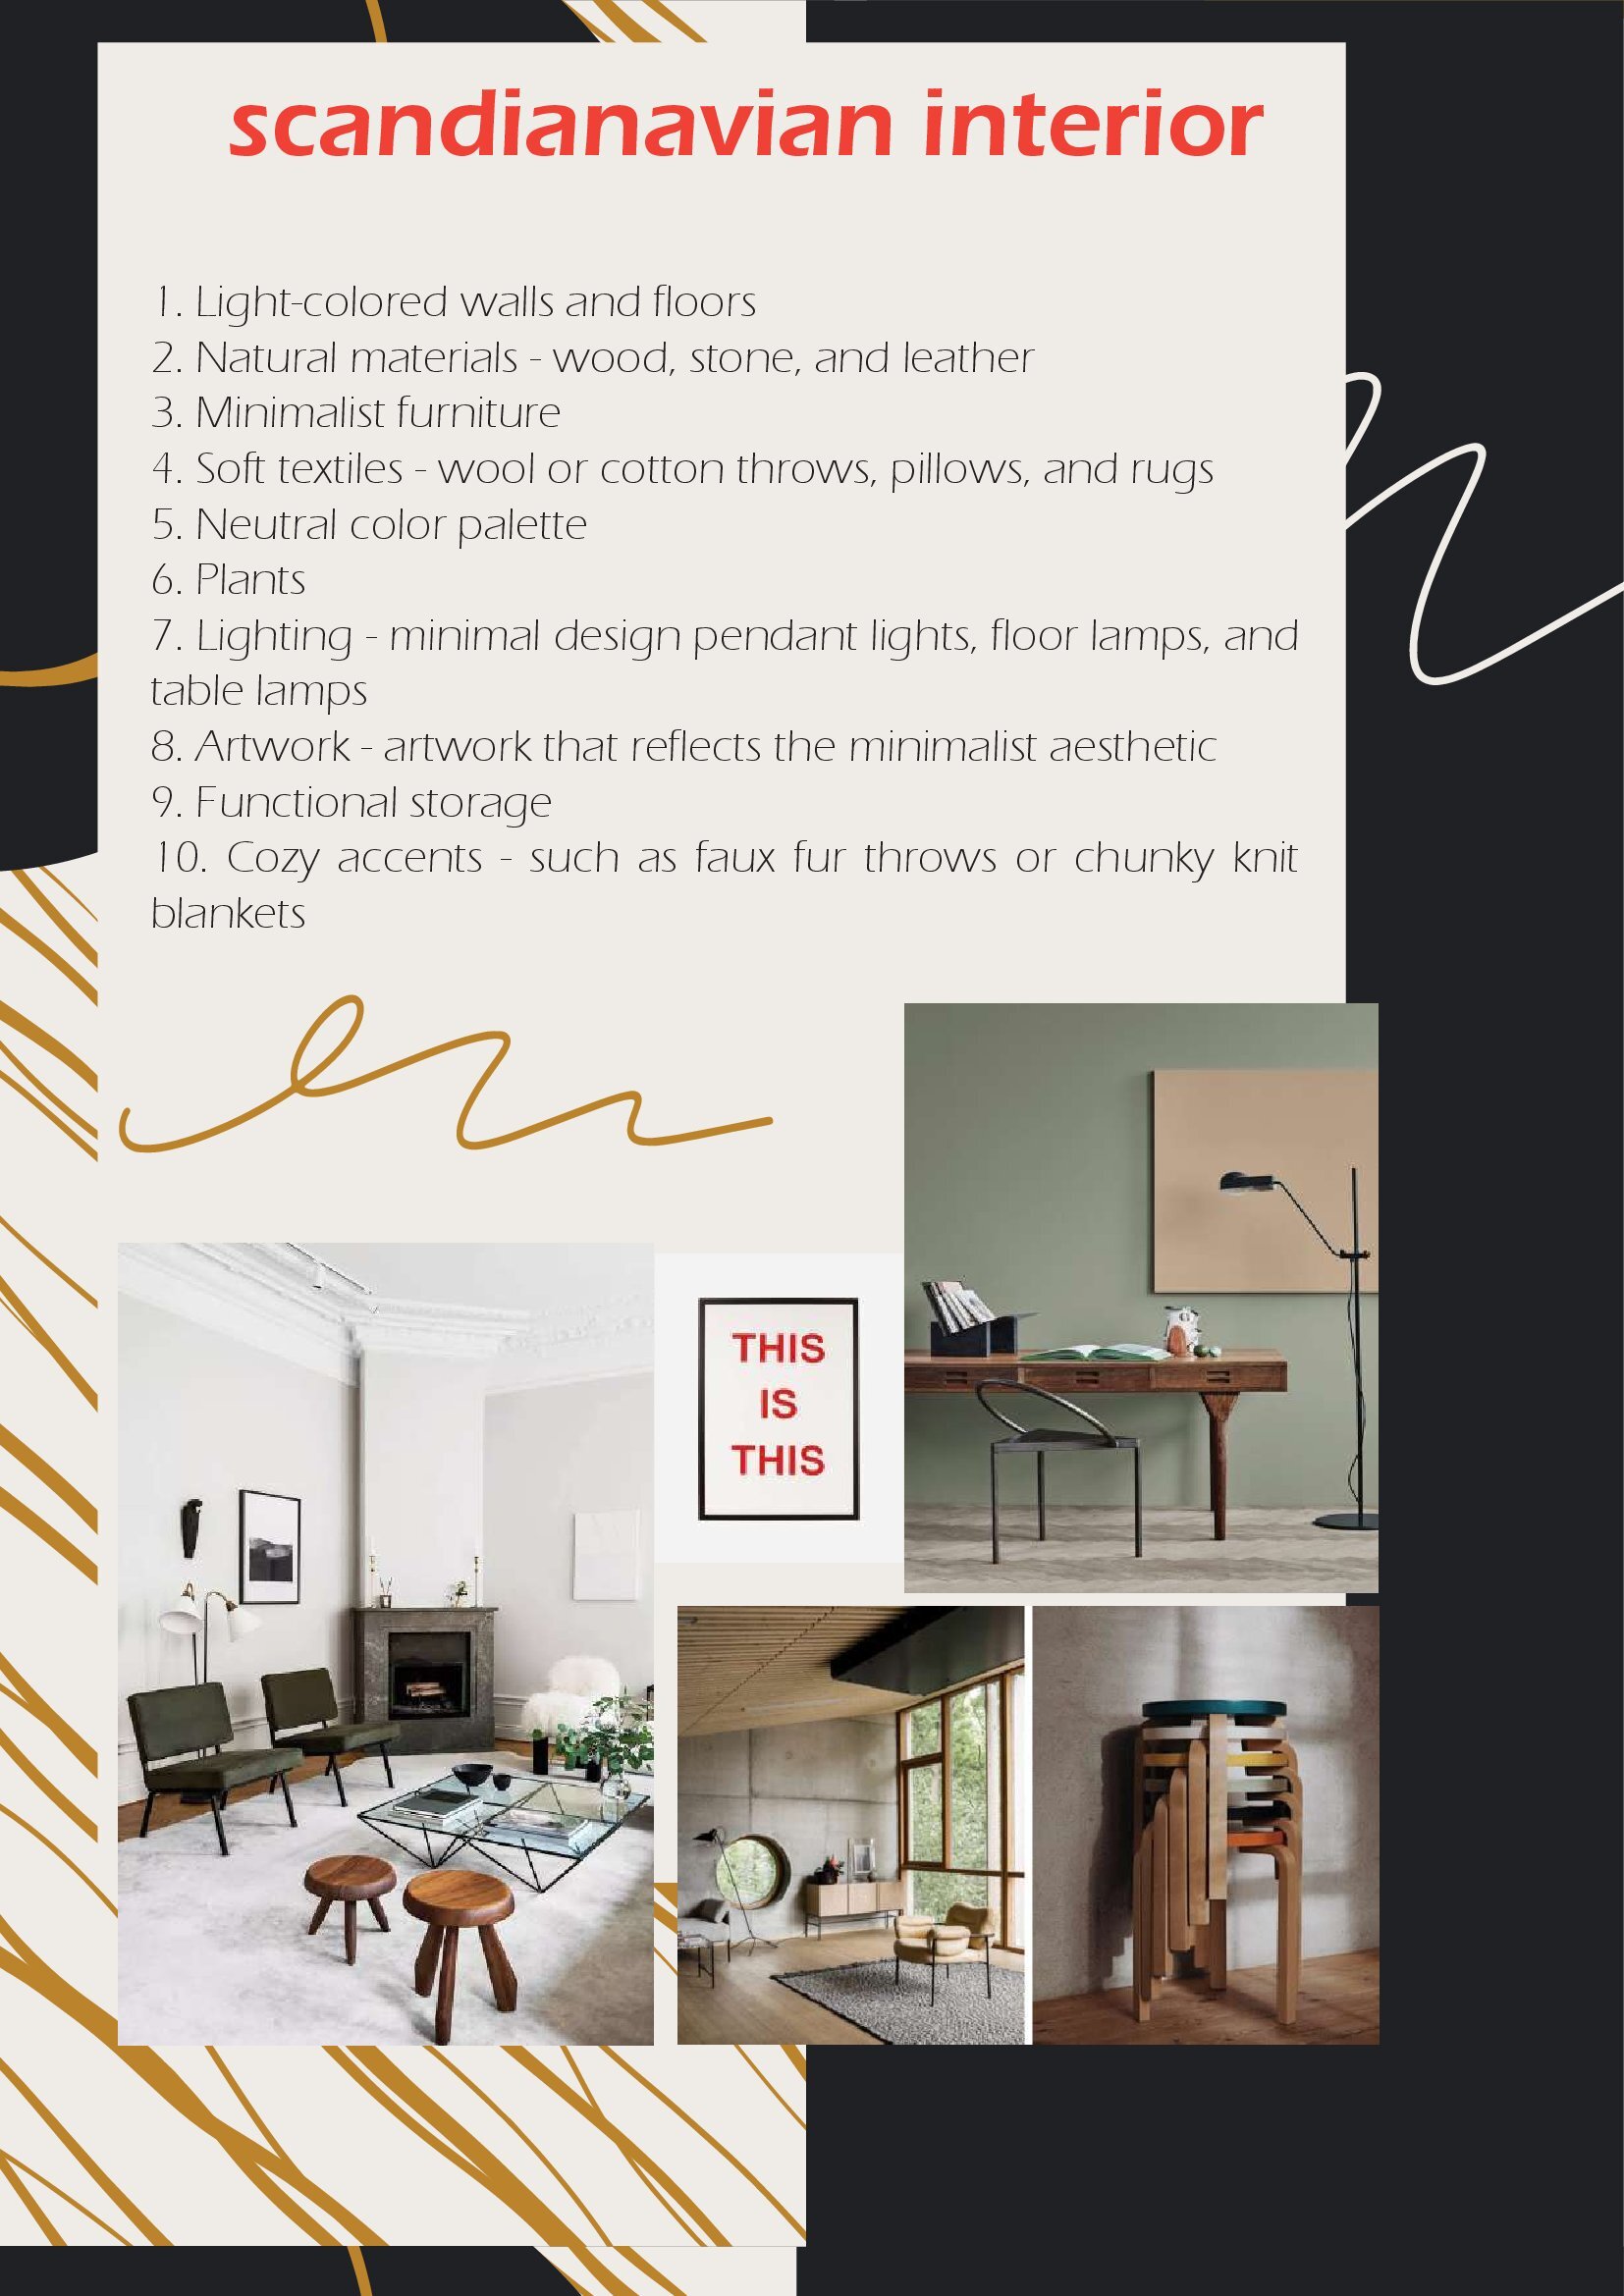 scandianavian interior
1. Light-colored walls and floors
2. Natural materials - wood, stone, and leather
3. Minimalist furniture
4. Soft textiles - wool or cotton throws, pillows, and rugs
5. Neutral color palette
6. Plants
7. Lighting - minimal design pendant lights, floor lamps, and
table lamps
8. Artwork - artwork that reflects the minimalist aesthetic
9. Functional storage
10. Cozy accents - such as faux fur throws or chunky knit
blankets
THIS
IS
THIS